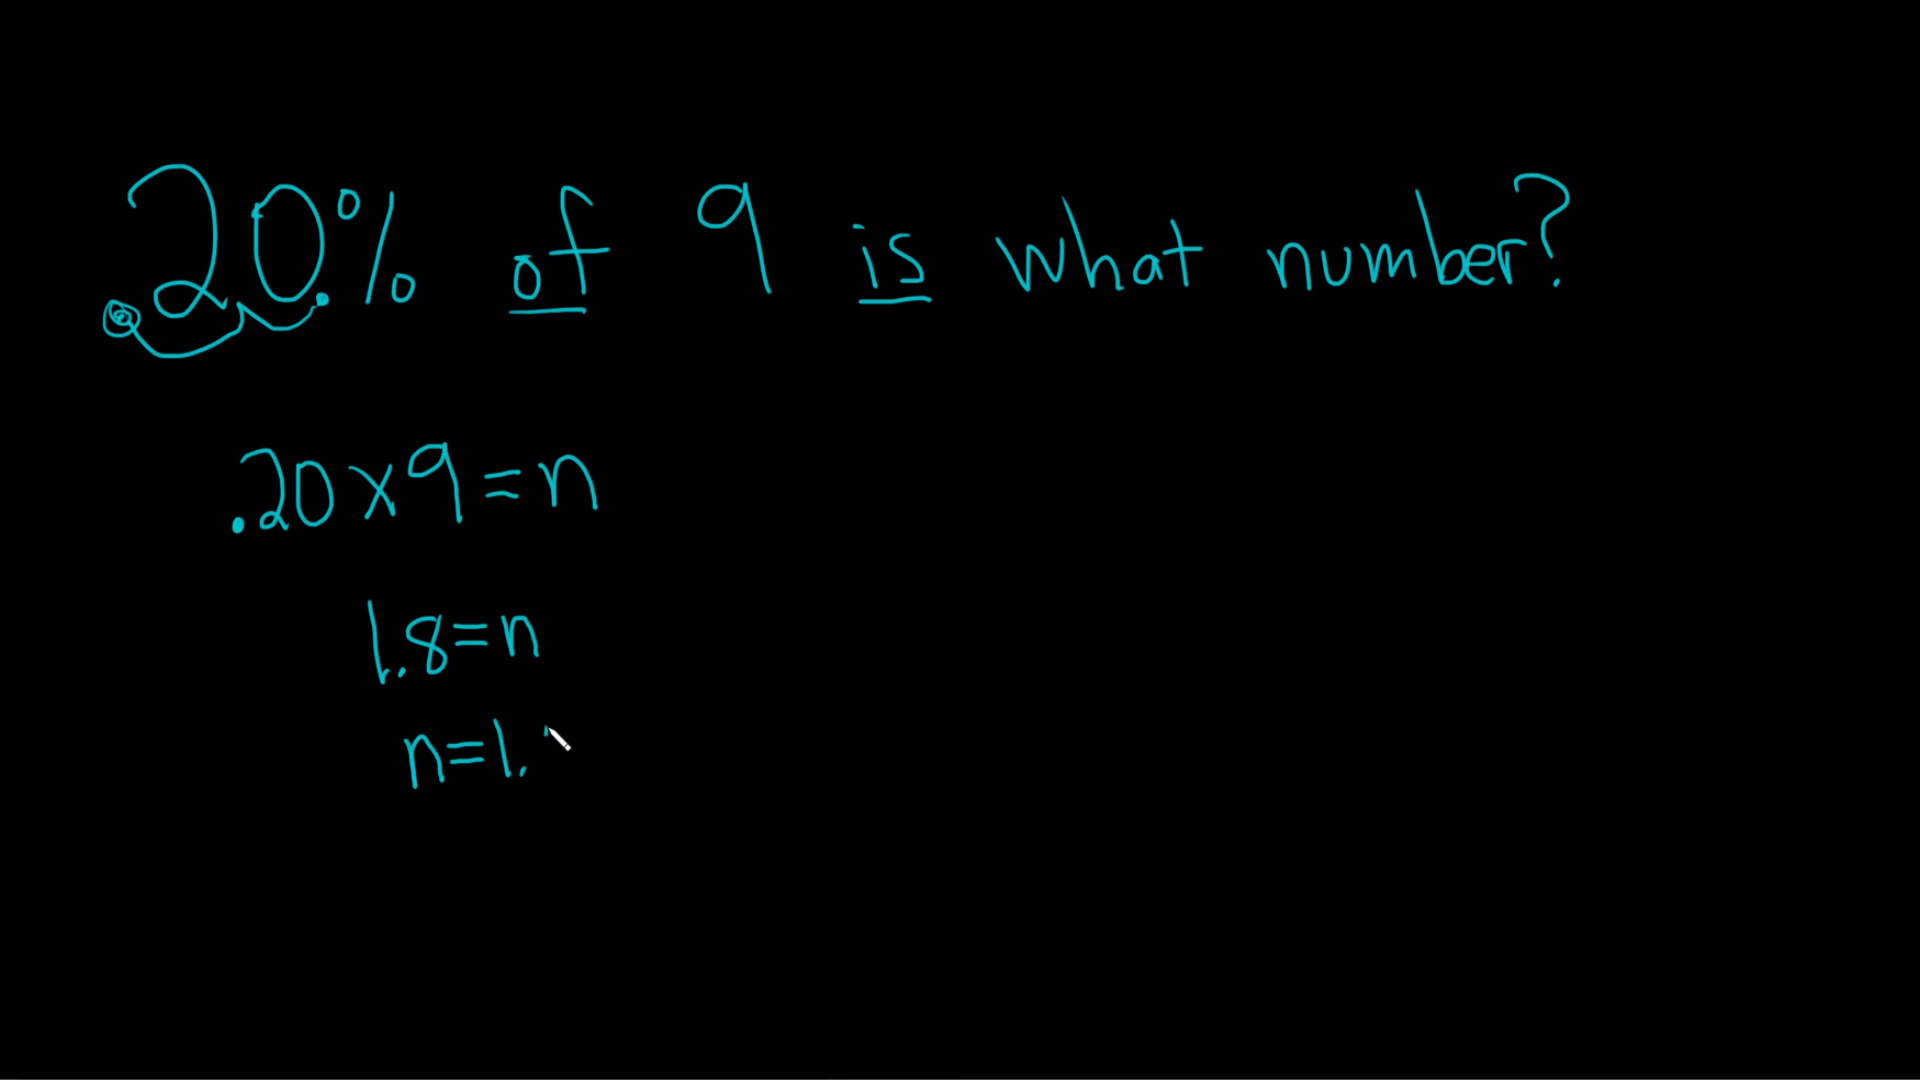 20.% of 9 is what number?
.20×9=n
1.8=n
n=1.